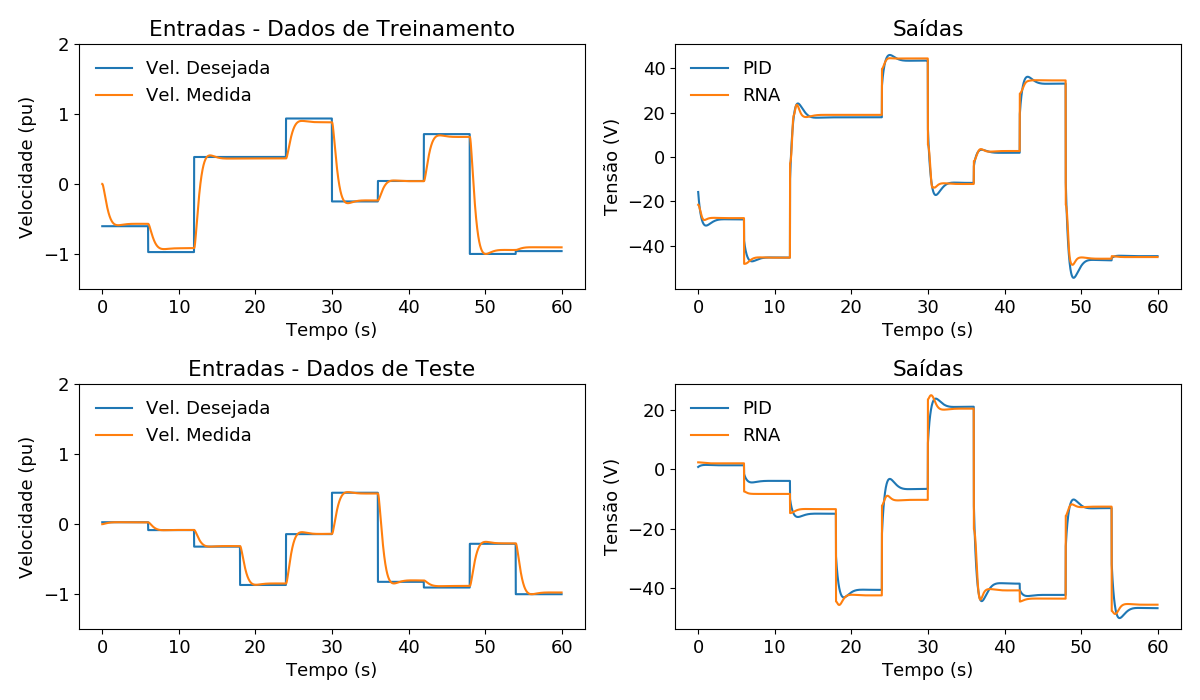 Entradas - Dados de Treinamento
2
1
0
−1
Velocidade (pu)
Vel. Desejada
Vel. Medida
0 10 20 30 40 50 60
Tempo (s)
Saídas
40
20
0
−20
−40
Tensão (V)
PID
RNA
0 10 20 30 40 50 60
Tempo (s)
Entradas - Dados de Teste
2
1
0
−1
Velocidade (pu)
Vel. Desejada
Vel. Medida
0 10 20 30 40 50 60
Tempo (s)
Saídas
20
0
−20
−40
Tensão (V)
PID
RNA
0 10 20 30 40 50 60
Tempo (s)